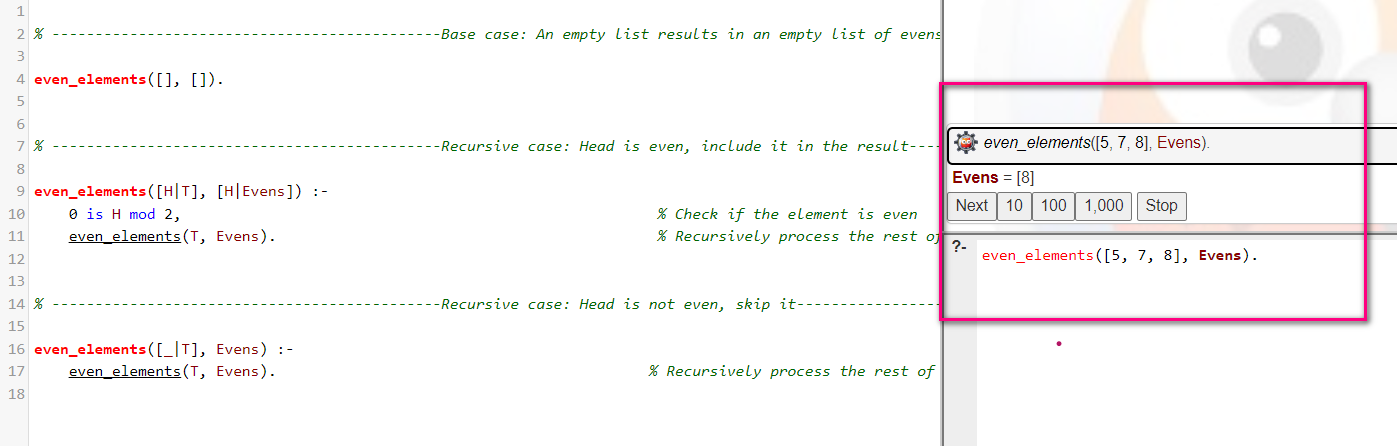 1
2 % ---------------------------------------------Base case: An empty list results in an empty list of evens
3
4 even_elements([], []).
5
6
7 % ---------------------------------------------Recursive case: Head is even, include it in the result----
8
9 even_elements([H|T], [H|Evens]) :-
10 0 is H mod 2, % Check if the element is even
11 even_elements(T, Evens). % Recursively process the rest of
12
13
14 % ---------------------------------------------Recursive case: Head is not even, skip it-----------------
15
16 even_elements([_|T], Evens) :-
17 even_elements(T, Evens). % Recursively process the rest of
18
even_elements([5, 7, 8], Evens).
Evens = [8]
Next 10 100 1,000 Stop
?- even_elements([5, 7, 8], Evens).